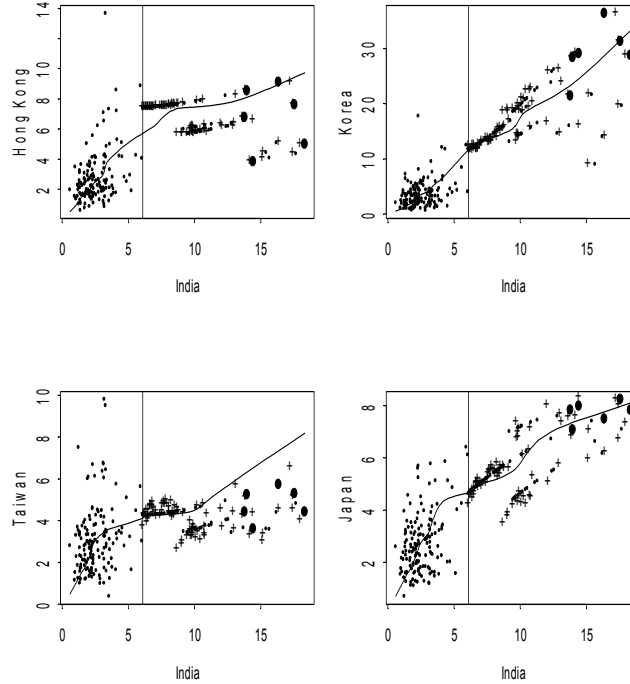 Hong Kong
2 4 6 8 10 14
0 5 10 15
India
Korea
0 10 20 30
0 5 10 15
India
Taiwan
0 2 4 6 8 10
0 5 10 15
India
Japan
2 4 6 8
0 5 10 15
India